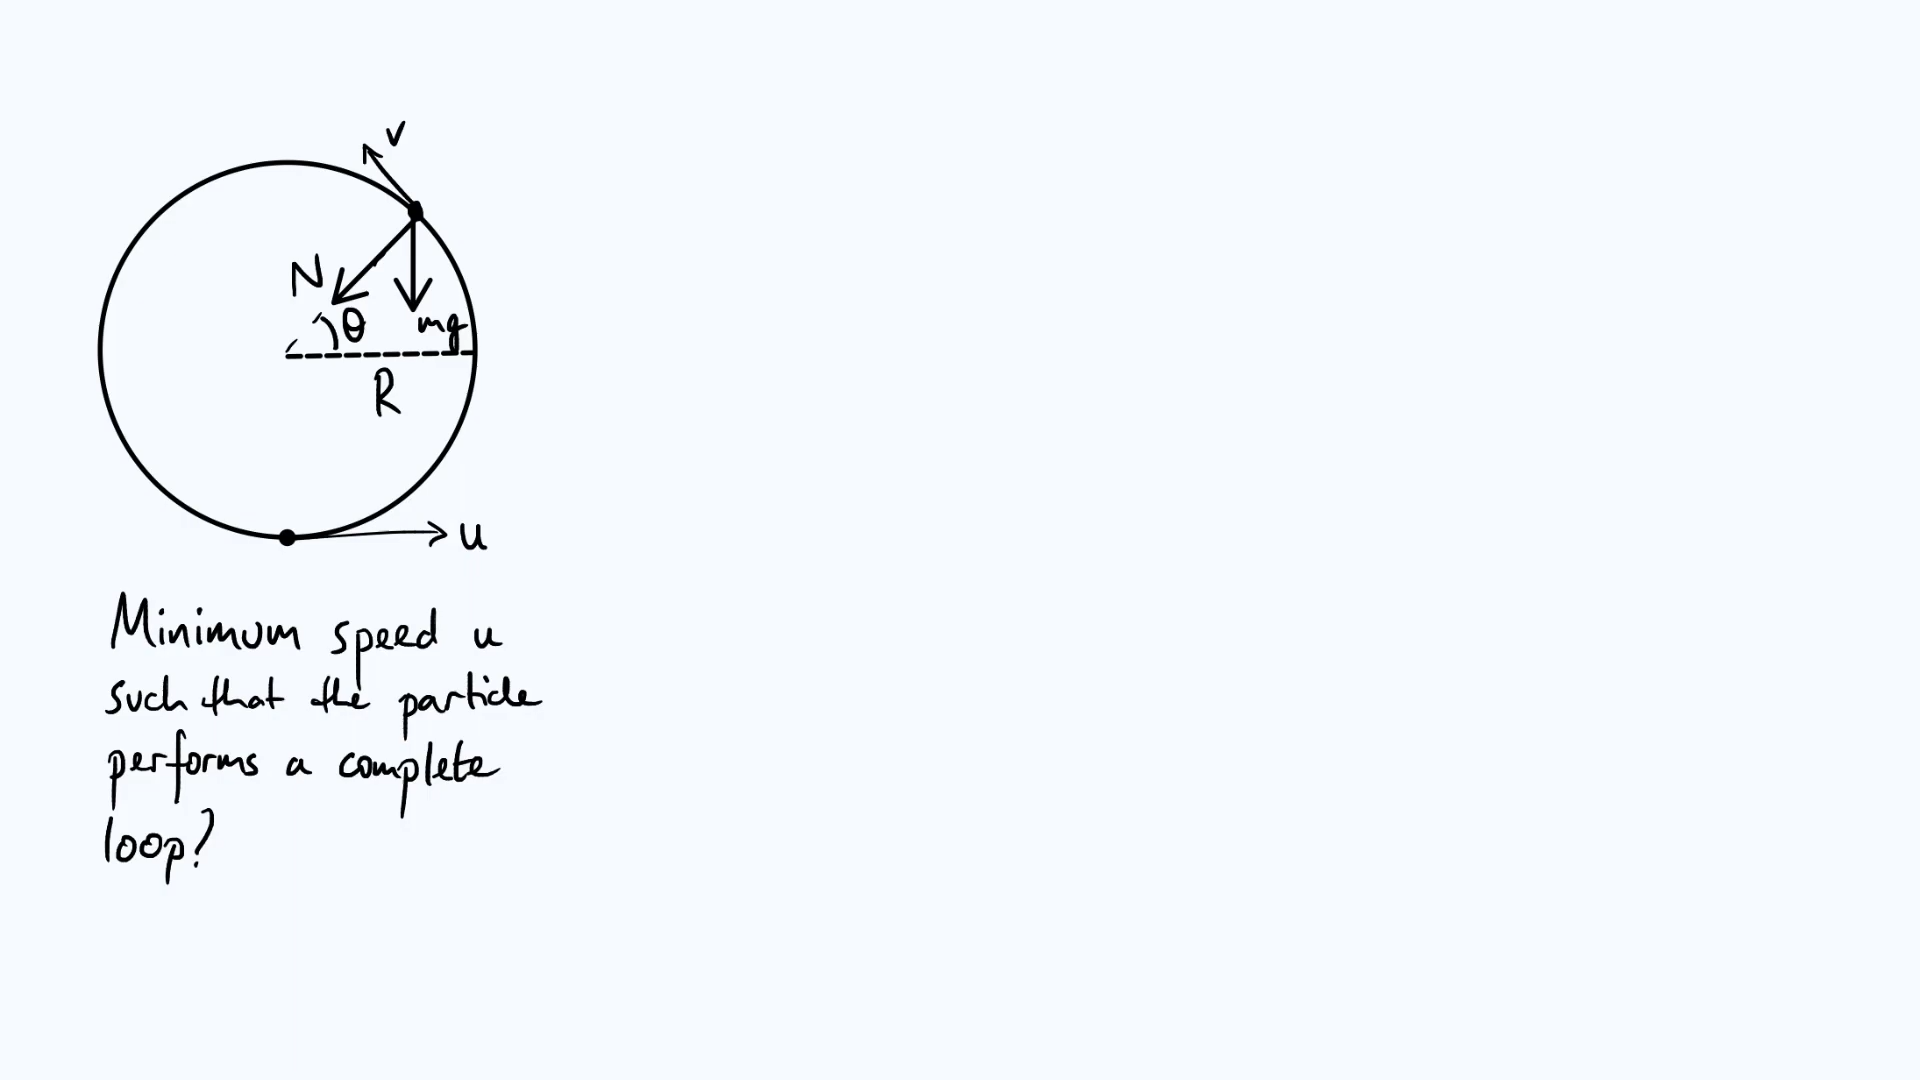 v
N
θ
mg
R
u
Minimum speed u
such that the particle
performs a complete
loop?